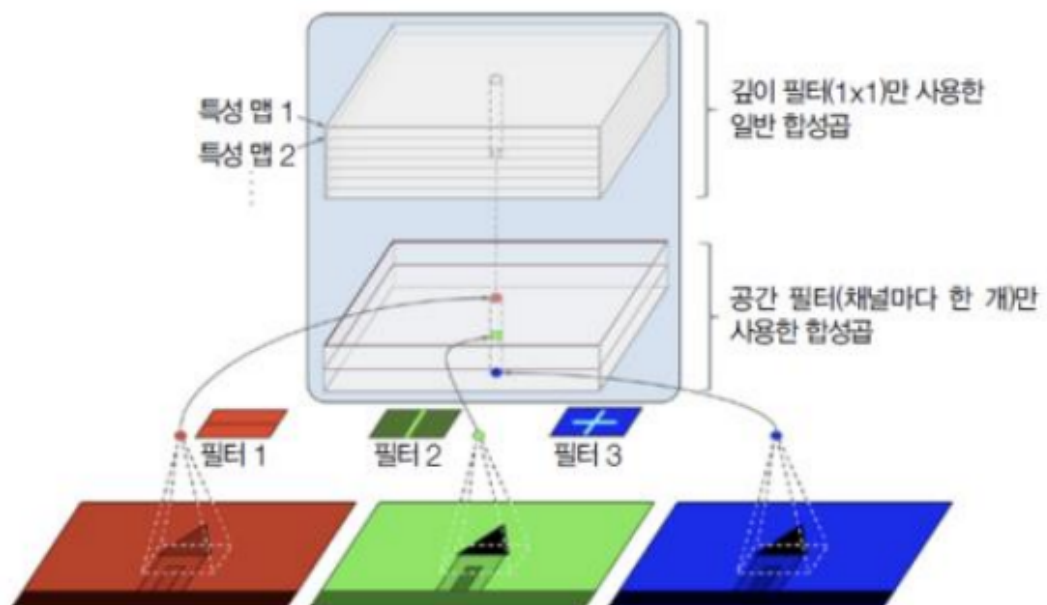 특성 맵 1
특성 맵 2
깊이 필터(1x1)만 사용한
일반 합성곱
공간 필터(채널마다 한 개)만
사용한 합성곱
필터 1
필터 2
필터 3